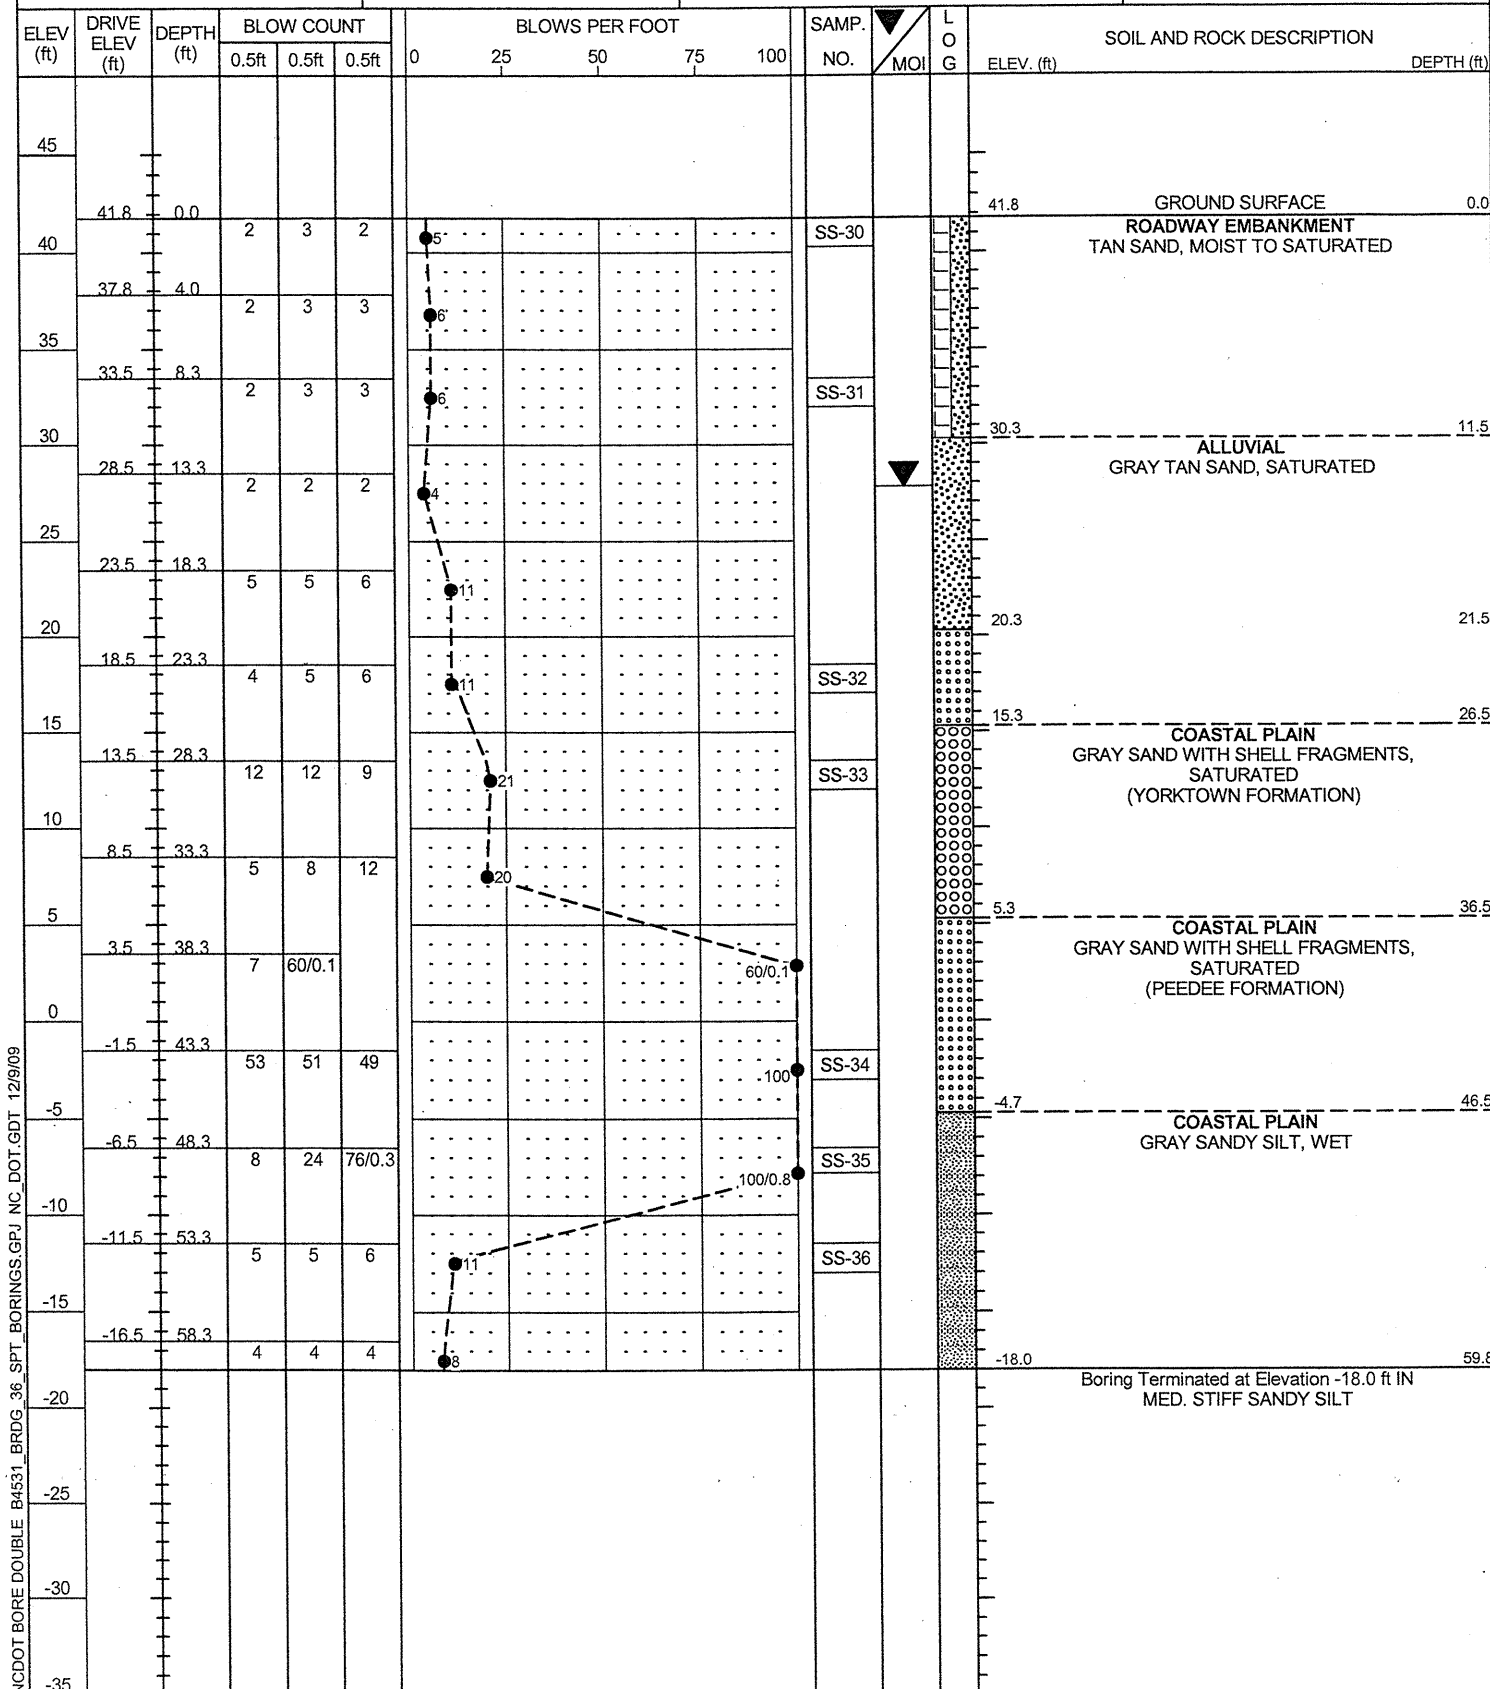 ELEV (ft) DRIVE ELEV (ft) DEPTH (ft) BLOW COUNT BLOWS PER FOOT SAMP. NO. MOI LOG SOIL AND ROCK DESCRIPTION
0.5ft 0.5ft 0.5ft 0 25 50 75 100 ELEV. (ft) DEPTH (ft)
45
41.8 0.0 41.8 GROUND SURFACE 0.0
2 3 2 5 SS-30 ROADWAY EMBANKMENT
40 TAN SAND, MOIST TO SATURATED
37.8 4.0
2 3 3 6
35
33.5 8.3
2 3 3 6 SS-31
30 30.3 11.5
ALLUVIAL
28.5 13.3 GRAY TAN SAND, SATURATED
2 2 2 4
25
23.5 18.3
5 5 6 11
20 20.3 21.5
18.5 23.3
4 5 6 11 SS-32
15 15.3 26.5
COASTAL PLAIN
13.5 28.3 GRAY SAND WITH SHELL FRAGMENTS,
12 12 9 21 SS-33 SATURATED
(YORKTOWN FORMATION)
10
8.5 33.3
5 8 12 20
5 5.3 36.5
COASTAL PLAIN
3.5 38.3 GRAY SAND WITH SHELL FRAGMENTS,
7 60/0.1 60/0.1 SATURATED
(PEEDEE FORMATION)
0
-1.5 43.3
53 51 49 100 SS-34
-5 -4.7 46.5
COASTAL PLAIN
-6.5 48.3 GRAY SANDY SILT, WET
8 24 76/0.3 100/0.8 SS-35
-10
-11.5 53.3
5 5 6 11 SS-36
-15
-16.5 58.3
4 4 4 8
-18.0 59.8
Boring Terminated at Elevation -18.0 ft IN
MED. STIFF SANDY SILT
-20
-25
-30
-35
NCDOT BORE DOUBLE B4531_BRDG_36_SPT_BORINGS.GPJ NC_DOT.GDT 12/9/09